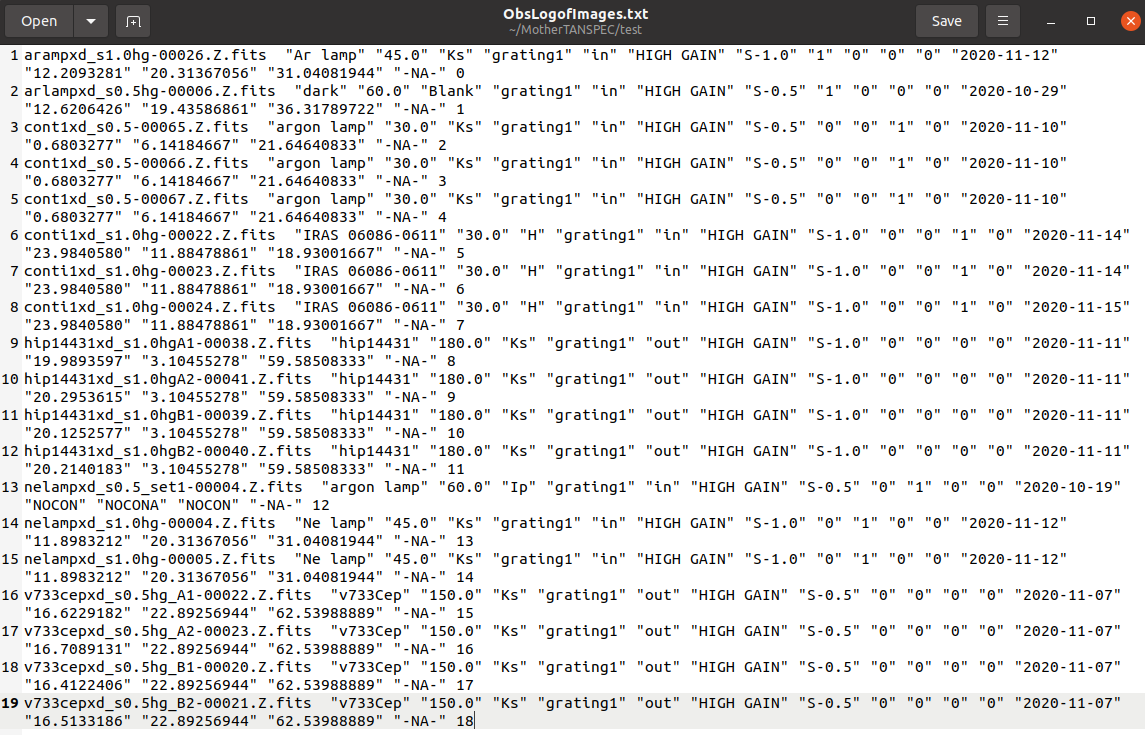 Open
ObsLogofImages.txt
~/MotherTANSPEC/test
Save
1 arampxd_s1.0hg-00026.Z.fits  "Ar lamp" "45.0" "Ks" "grating1" "in" "HIGH GAIN" "S-1.0" "1" "0" "0" "0" "2020-11-12"
"12.2093281" "20.31367056" "31.04081944" "-NA-" 0
2 arlampxd_s0.5hg-00006.Z.fits  "dark" "60.0" "Blank" "grating1" "in" "HIGH GAIN" "S-0.5" "1" "0" "0" "0" "2020-10-29"
"12.6206426" "19.43586861" "36.31789722" "-NA-" 1
3 cont1xd_s0.5-00065.Z.fits  "argon lamp" "30.0" "Ks" "grating1" "in" "HIGH GAIN" "S-0.5" "0" "0" "1" "0" "2020-11-10"
"0.6803277" "6.14184667" "21.64640833" "-NA-" 2
4 cont1xd_s0.5-00066.Z.fits  "argon lamp" "30.0" "Ks" "grating1" "in" "HIGH GAIN" "S-0.5" "0" "0" "1" "0" "2020-11-10"
"0.6803277" "6.14184667" "21.64640833" "-NA-" 3
5 cont1xd_s0.5-00067.Z.fits  "argon lamp" "30.0" "Ks" "grating1" "in" "HIGH GAIN" "S-0.5" "0" "0" "1" "0" "2020-11-10"
"0.6803277" "6.14184667" "21.64640833" "-NA-" 4
6 conti1xd_s1.0hg-00022.Z.fits  "IRAS 06086-0611" "30.0" "H" "grating1" "in" "HIGH GAIN" "S-1.0" "0" "0" "1" "0" "2020-11-14"
"23.9840580" "11.88478861" "18.93001667" "-NA-" 5
7 conti1xd_s1.0hg-00023.Z.fits  "IRAS 06086-0611" "30.0" "H" "grating1" "in" "HIGH GAIN" "S-1.0" "0" "0" "1" "0" "2020-11-14"
"23.9840580" "11.88478861" "18.93001667" "-NA-" 6
8 conti1xd_s1.0hg-00024.Z.fits  "IRAS 06086-0611" "30.0" "H" "grating1" "in" "HIGH GAIN" "S-1.0" "0" "0" "1" "0" "2020-11-15"
"23.9840580" "11.88478861" "18.93001667" "-NA-" 7
9 hip14431xd_s1.0hgA1-00038.Z.fits  "hip14431" "180.0" "Ks" "grating1" "out" "HIGH GAIN" "S-1.0" "0" "0" "0" "0" "2020-11-11"
"19.9893597" "3.10455278" "59.58508333" "-NA-" 8
10 hip14431xd_s1.0hgA2-00041.Z.fits  "hip14431" "180.0" "Ks" "grating1" "out" "HIGH GAIN" "S-1.0" "0" "0" "0" "0" "2020-11-11"
"20.2953615" "3.10455278" "59.58508333" "-NA-" 9
11 hip14431xd_s1.0hgB1-00039.Z.fits  "hip14431" "180.0" "Ks" "grating1" "out" "HIGH GAIN" "S-1.0" "0" "0" "0" "0" "2020-11-11"
"20.1252577" "3.10455278" "59.58508333" "-NA-" 10
12 hip14431xd_s1.0hgB2-00040.Z.fits  "hip14431" "180.0" "Ks" "grating1" "out" "HIGH GAIN" "S-1.0" "0" "0" "0" "0" "2020-11-11"
"20.2140183" "3.10455278" "59.58508333" "-NA-" 11
13 nelampxd_s0.5_set1-00004.Z.fits  "argon lamp" "60.0" "Ip" "grating1" "in" "HIGH GAIN" "S-0.5" "0" "1" "0" "0" "2020-10-19"
"NOCON" "NOCONA" "NOCON" "-NA-" 12
14 nelampxd_s1.0hg-00004.Z.fits  "Ne lamp" "45.0" "Ks" "grating1" "in" "HIGH GAIN" "S-1.0" "0" "1" "0" "0" "2020-11-12"
"11.8983212" "20.31367056" "31.04081944" "-NA-" 13
15 nelampxd_s1.0hg-00005.Z.fits  "Ne lamp" "45.0" "Ks" "grating1" "in" "HIGH GAIN" "S-1.0" "0" "1" "0" "0" "2020-11-12"
"11.8983212" "20.31367056" "31.04081944" "-NA-" 14
16 v733cepxd_s0.5hg_A1-00022.Z.fits  "v733Cep" "150.0" "Ks" "grating1" "out" "HIGH GAIN" "S-0.5" "0" "0" "0" "0" "2020-11-07"
"16.6229182" "22.89256944" "62.53988889" "-NA-" 15
17 v733cepxd_s0.5hg_A2-00023.Z.fits  "v733Cep" "150.0" "Ks" "grating1" "out" "HIGH GAIN" "S-0.5" "0" "0" "0" "0" "2020-11-07"
"16.7089131" "22.89256944" "62.53988889" "-NA-" 16
18 v733cepxd_s0.5hg_B1-00020.Z.fits  "v733Cep" "150.0" "Ks" "grating1" "out" "HIGH GAIN" "S-0.5" "0" "0" "0" "0" "2020-11-07"
"16.4122406" "22.89256944" "62.53988889" "-NA-" 17
19 v733cepxd_s0.5hg_B2-00021.Z.fits  "v733Cep" "150.0" "Ks" "grating1" "out" "HIGH GAIN" "S-0.5" "0" "0" "0" "0" "2020-11-07"
"16.5133186" "22.89256944" "62.53988889" "-NA-" 18